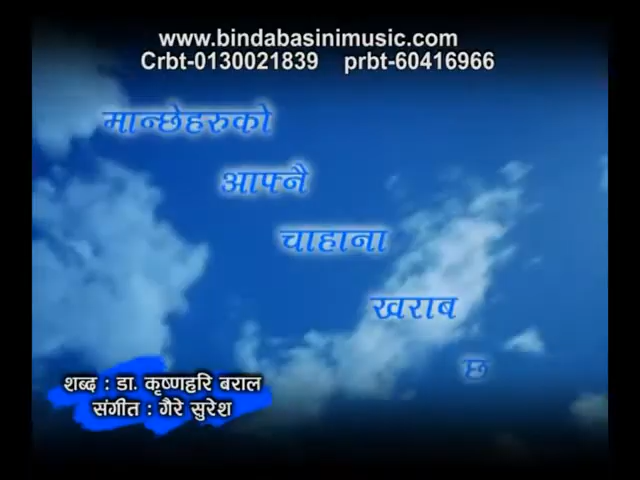 www.bindabasinimusic.com
Crbt-0130021839 prbt-60416966
मान्छेहरुको
आफ्नै
चाहाना
खराब
छ
शब्द : डा. कृष्णहरि बराल
संगीत : गैरे सुरेश